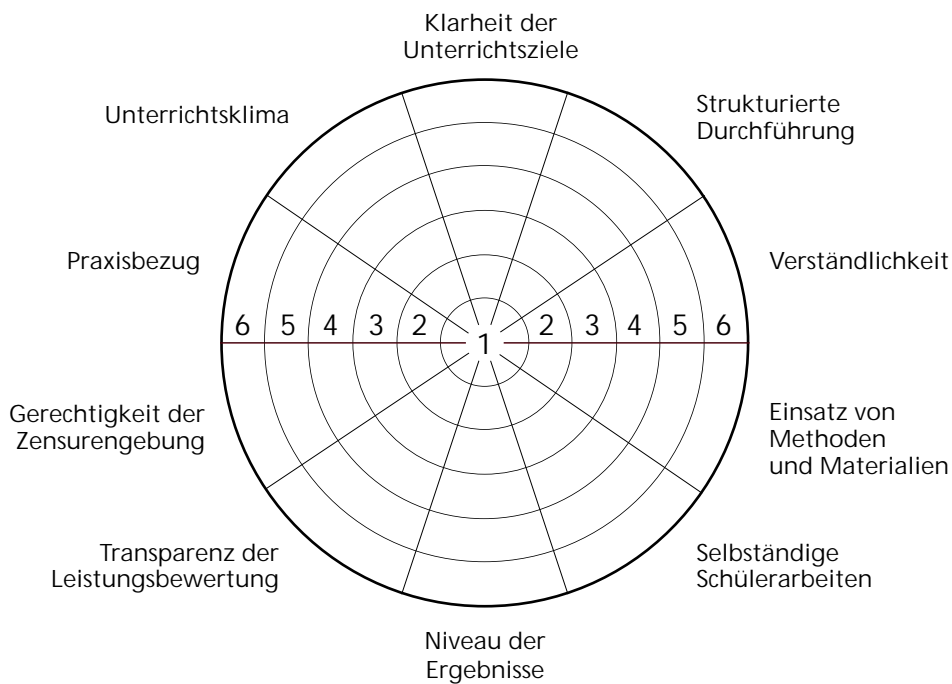 Klarheit der
Unterrichtsziele
Unterrichtsklima
Strukturierte
Durchführung
Praxisbezug
Verständlichkeit
6 5 4 3 2 1 2 3 4 5 6
Gerechtigkeit der
Zensurengebung
Einsatz von
Methoden
und Materialien
Transparenz der
Leistungsbewertung
Selbständige
Schülerarbeiten
Niveau der
Ergebnisse